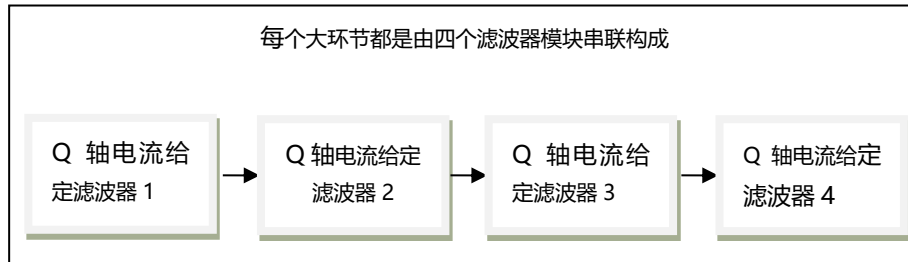 每个大环节都是由四个滤波器模块串联构成
Q 轴电流给
定滤波器 1
Q 轴电流给定
滤波器 2
Q 轴电流给
定滤波器 3
Q 轴电流给定
滤波器 4